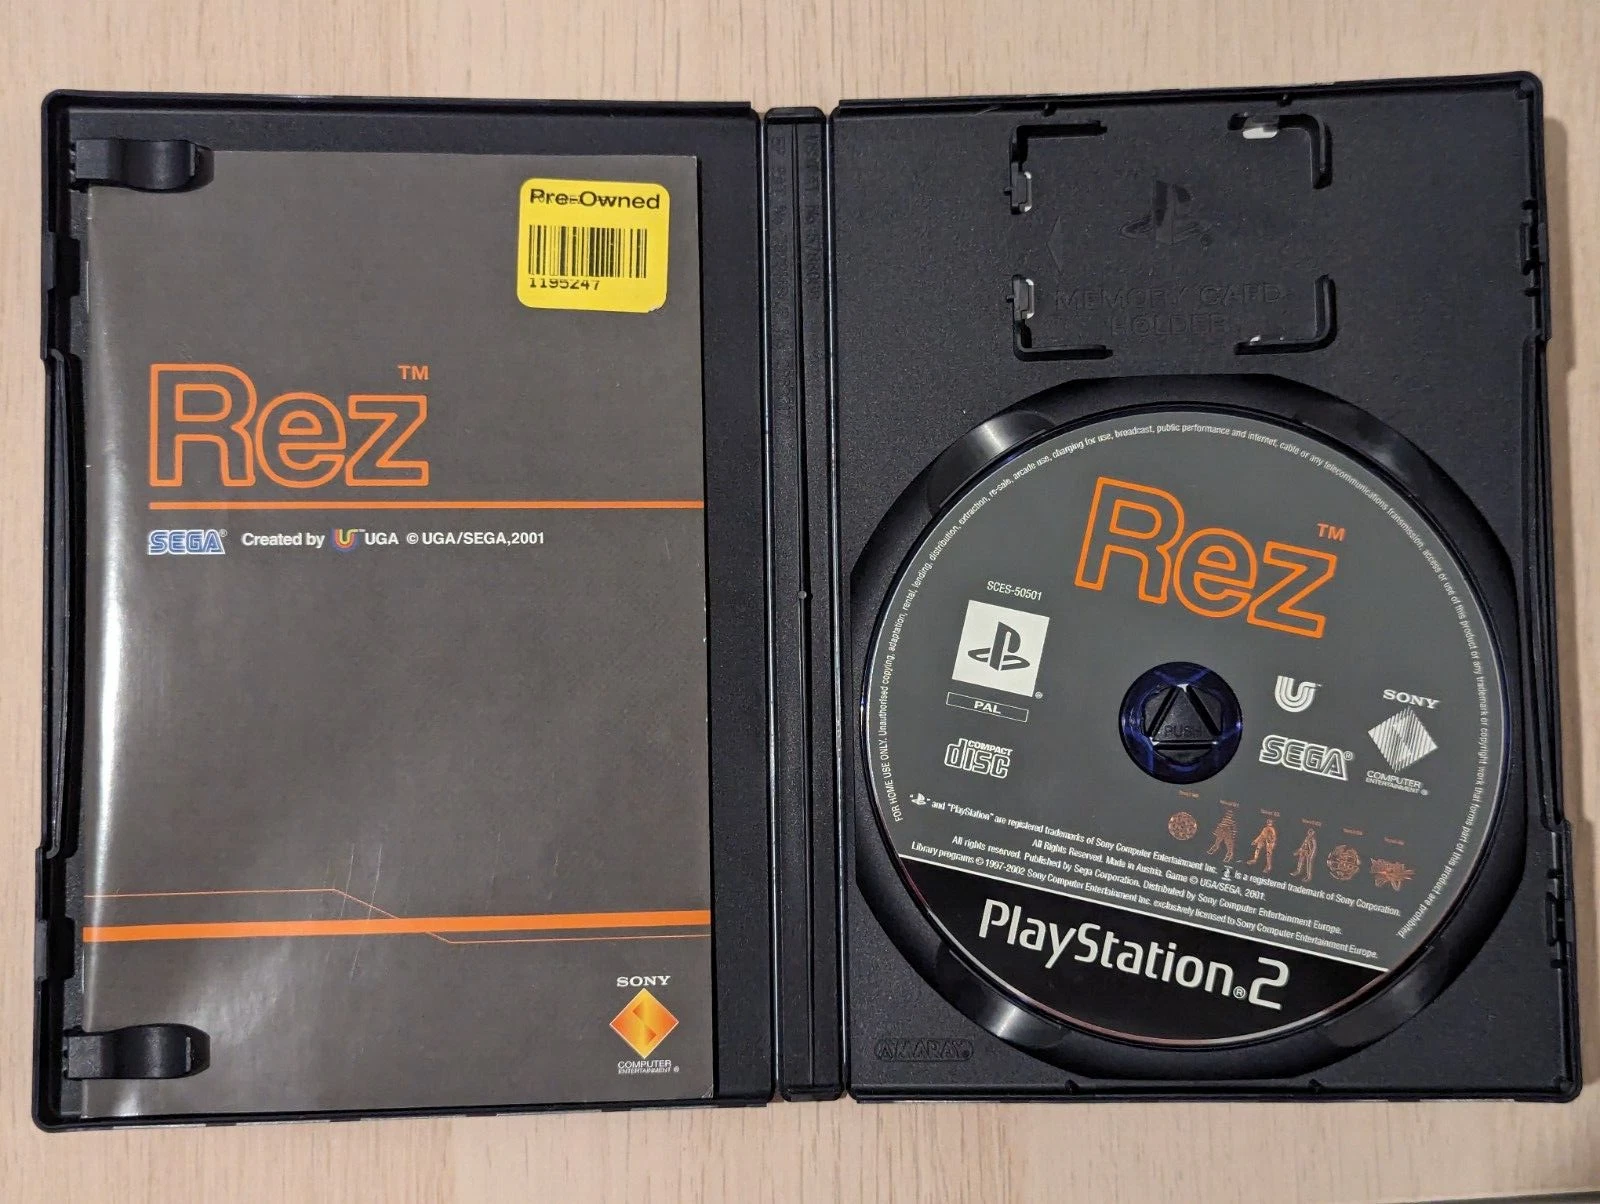 Pre-Owned
1195247
Rez™
SEGA® Created by UGA © UGA/SEGA,2001
SONY
COMPUTER
ENTERTAINMENT ®
MEMORY CARD
HOLDER
FOR HOME USE ONLY. Unauthorised copying, adaptation, rental, lending, distribution, extraction, re-sale, arcade use, charging for use, broadcast, public performance and internet, cable or any telecommunications transmission, access or use of this product or any trademark or copyright work that forms part of this product are prohibited.
Rez™
SCES-50501
PAL
PUSH
COMPACT
disc
SEGA®
SONY
COMPUTER
ENTERTAINMENT ®
" " and "PlayStation" are registered trademarks of Sony Computer Entertainment Inc. is a registered trademark of Sony Corporation.
All Rights Reserved. Made in Austria. Game © UGA/SEGA, 2001.
All rights reserved. Published by Sega Corporation. Distributed by Sony Computer Entertainment Europe.
Library programs © 1997-2002 Sony Computer Entertainment Inc. exclusively licensed to Sony Computer Entertainment Europe.
PlayStation®2
AMARAY